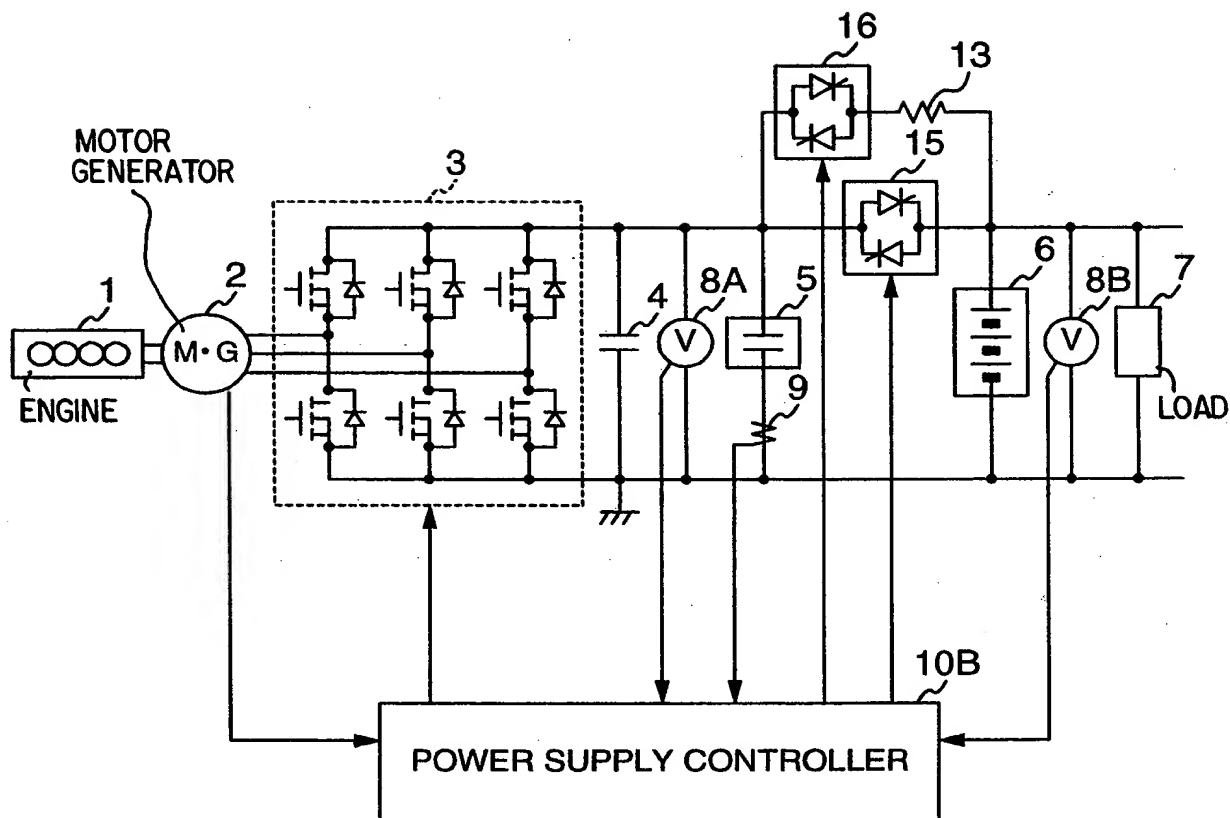 16
13
MOTOR
GENERATOR
3
15
1
2
4
8A
5
6
8B
7
M·G
V
V
9
ENGINE
LOAD
10B
POWER SUPPLY CONTROLLER